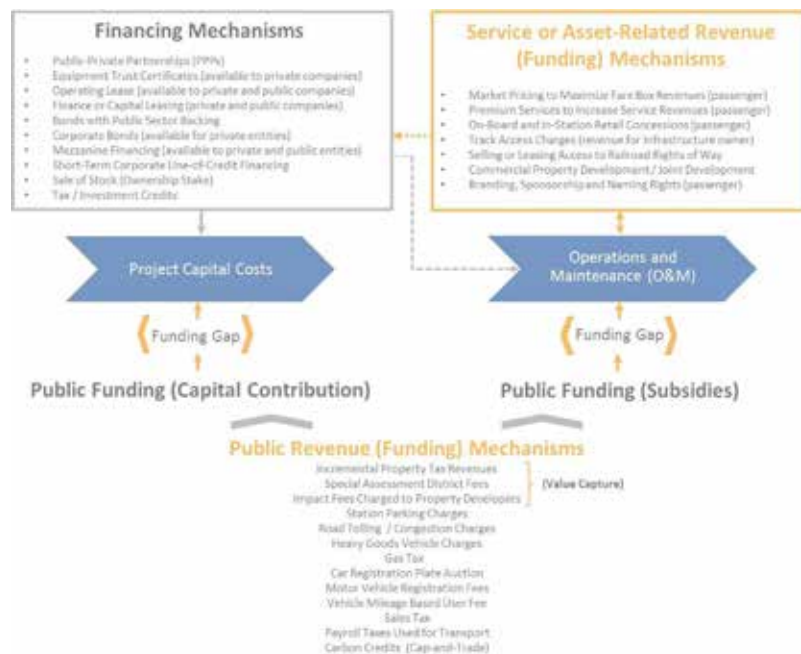 Financing Mechanisms
Public-Private Partnerships (PPPs)
Equipment Trust Certificates (available to private companies)
Operating Lease (available to private and public companies)
Finance or Capital Leasing (private and public companies)
Bonds with Public Sector Backing
Corporate Bonds (available for private entities)
Mezzanine Financing (available to private and public entities)
Short-Term Corporate Line-of-Credit Financing
Sale of Stock (Ownership Stake)
Tax / Investment Credits
Service or Asset-Related Revenue
(Funding) Mechanisms
Market Pricing to Maximize Fare Box Revenues (passenger)
Premium Services to Increase Service Revenues (passenger)
On-Board and In-Station Retail Concessions (passenger)
Track Access Charges (revenue for infrastructure owner)
Selling or Leasing Access to Railroad Rights of Way
Commercial Property Development / Joint Development
Branding, Sponsorship and Naming Rights (passenger)
Project Capital Costs
Operations and
Maintenance (O&M)
Funding Gap
Funding Gap
Public Funding (Capital Contribution)
Public Funding (Subsidies)
Public Revenue (Funding) Mechanisms
Incremental Property Tax Revenues
Special Assessment District Fees
Impact Fees Charged to Property Developers
(Value Capture)
Station Parking Charges
Road Tolling / Congestion Charges
Heavy Goods Vehicle Charges
Gas Tax
Car Registration Plate Auction
Motor Vehicle Registration Fees
Vehicle Mileage Based User Fee
Sales Tax
Payroll Taxes Used for Transport
Carbon Credits (Cap-and-Trade)